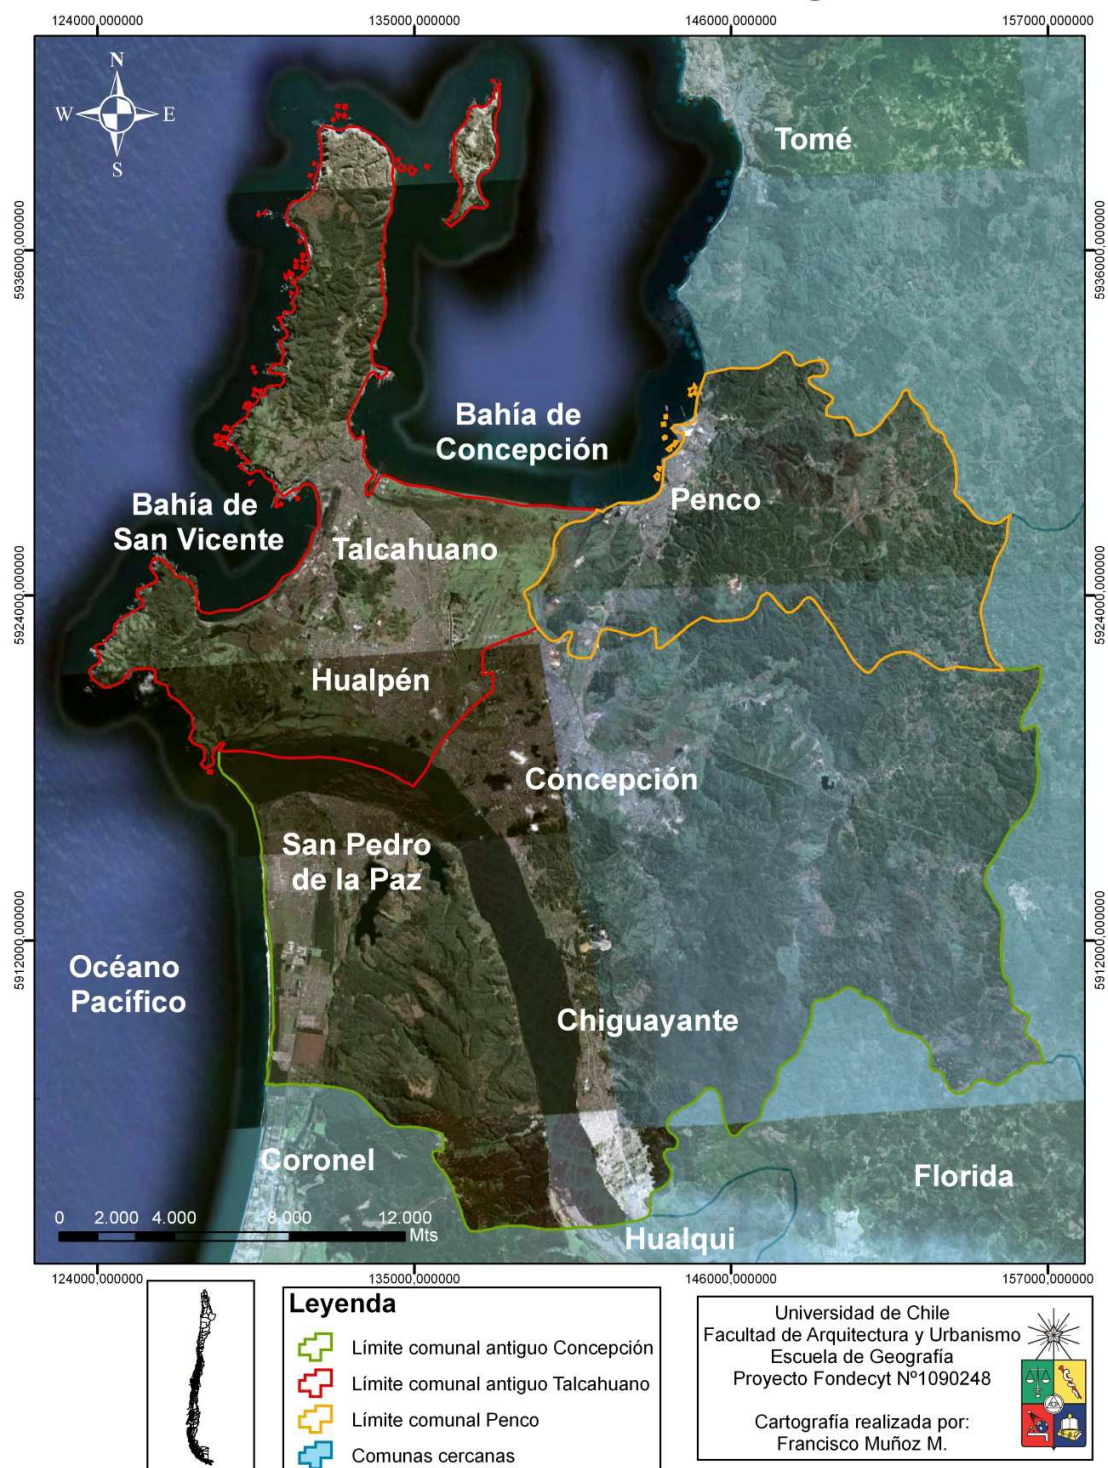 124000,000000
135000,000000
146000,000000
157000,000000
N
W
E
S
Tomé
5936000,000000
5936000,000000
Bahía de
Concepción
Penco
Bahía de
San Vicente
Talcahuano
5924000,000000
5924000,000000
Hualpén
Concepción
San Pedro
de la Paz
5912000,000000
5912000,000000
Océano
Pacífico
Chiguayante
Coronel
Florida
0 2.000 4.000 8.000 12.000
Mts
Hualqui
124000,000000
135000,000000
146000,000000
157000,000000
Leyenda
Límite comunal antiguo Concepción
Límite comunal antiguo Talcahuano
Límite comunal Penco
Comunas cercanas
Universidad de Chile
Facultad de Arquitectura y Urbanismo
Escuela de Geografía
Proyecto Fondecyt Nº1090248
Cartografía realizada por:
Francisco Muñoz M.